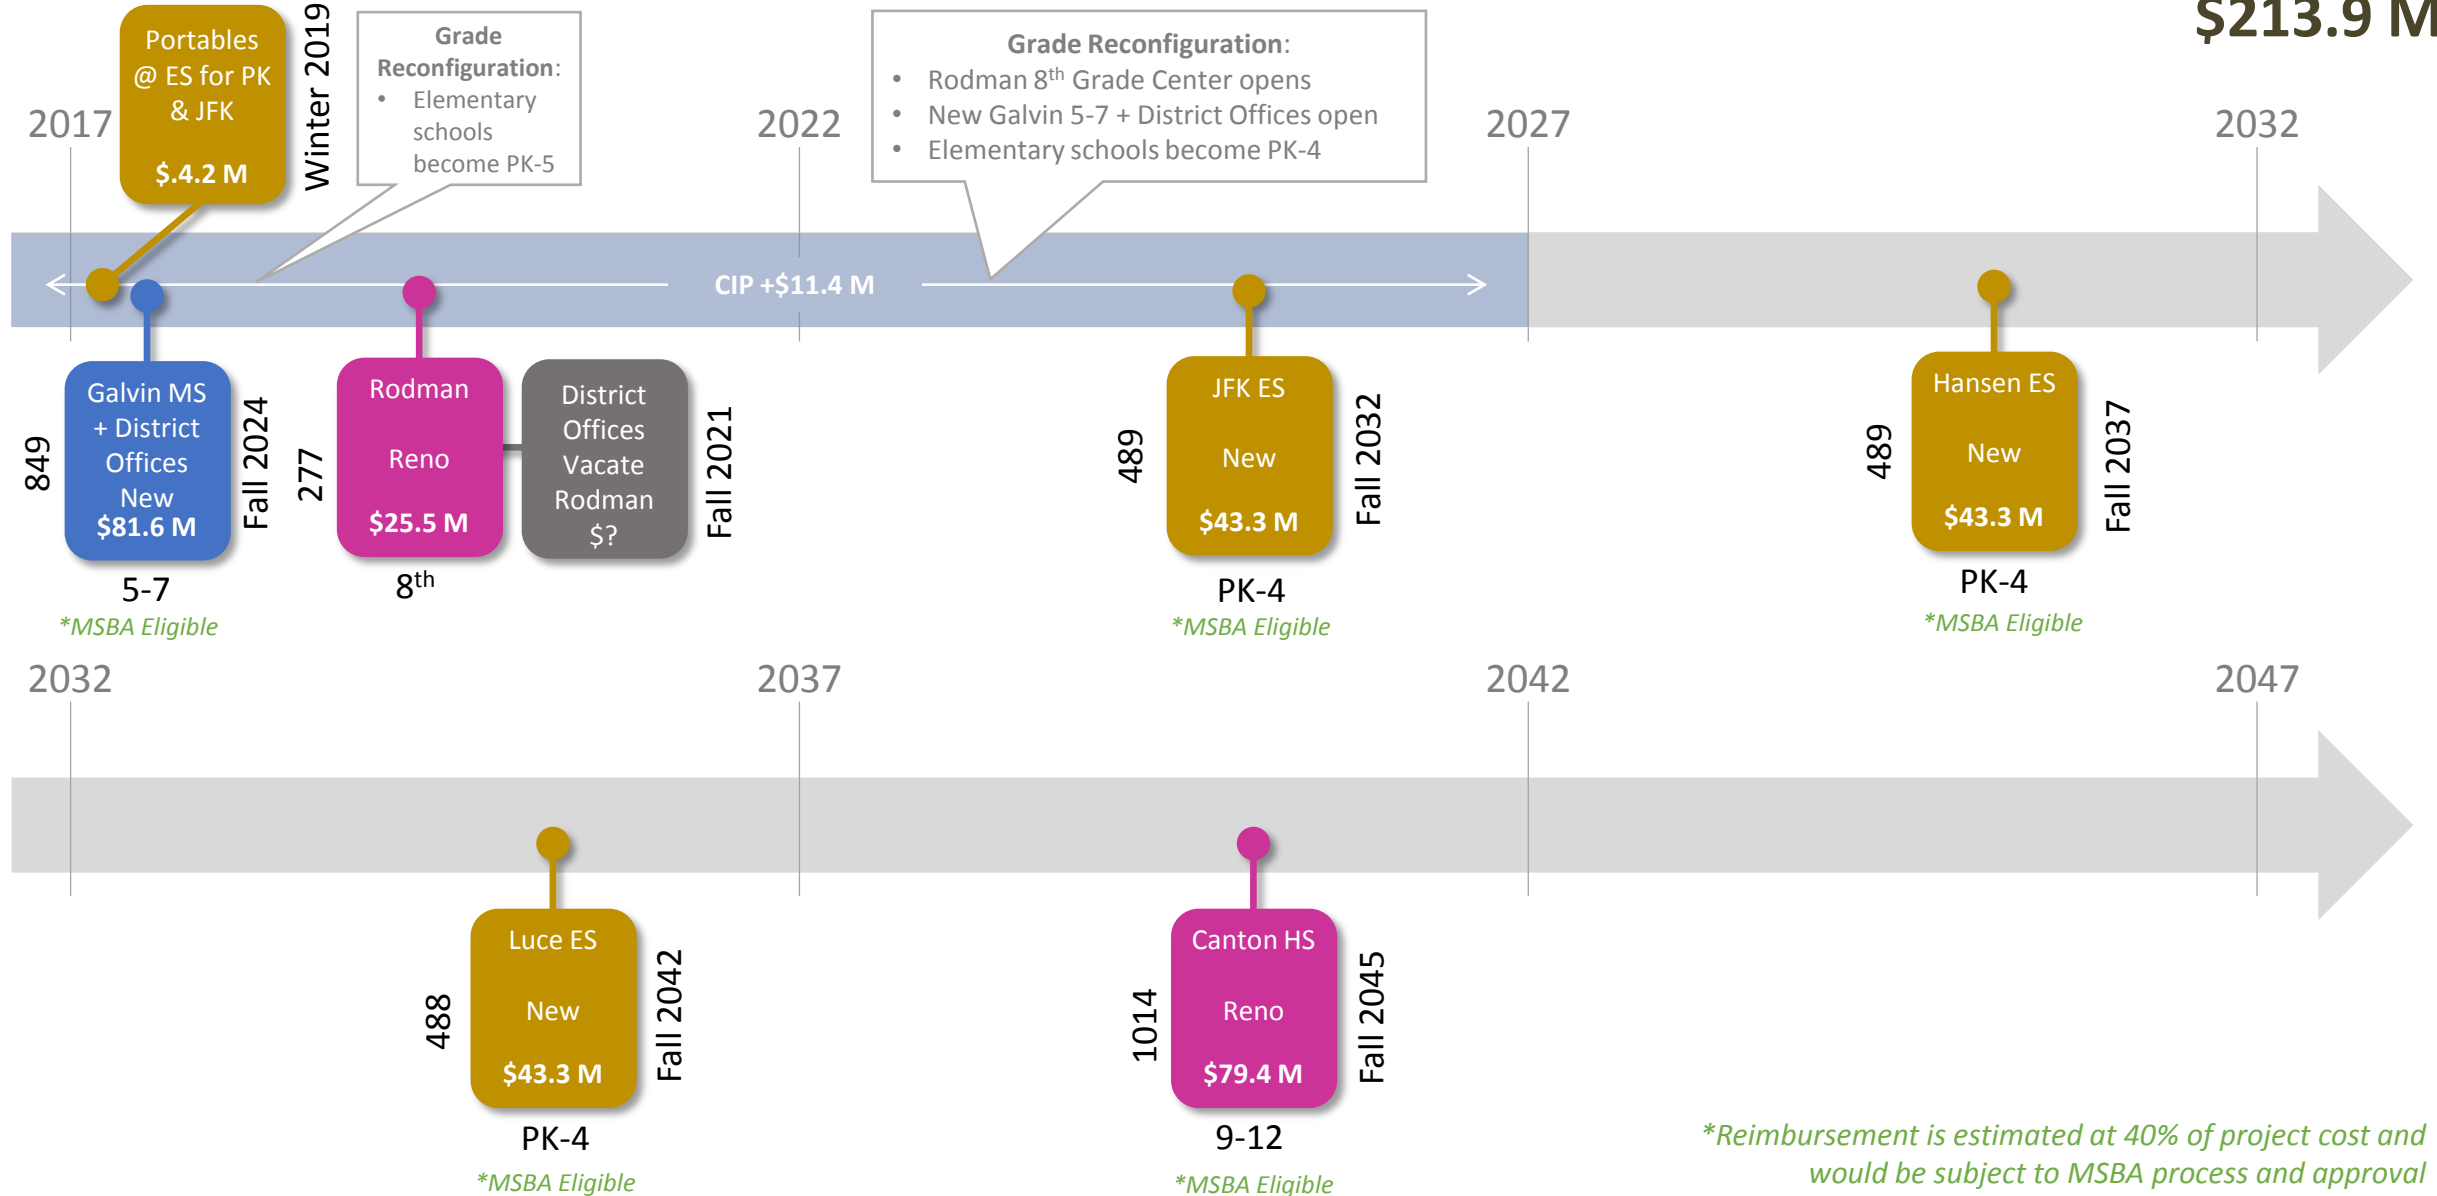 $213.9 M
Portables
@ ES for PK
& JFK
$.4.2 M
Winter 2019
Grade
Reconfiguration:
• Elementary
schools
become PK-5
Grade Reconfiguration:
• Rodman 8th Grade Center opens
• New Galvin 5-7 + District Offices open
• Elementary schools become PK-4
2017
2022
2027
2032
CIP +$11.4 M
849
Galvin MS
+ District
Offices
New
$81.6 M
Fall 2024
5-7
*MSBA Eligible
277
Rodman
Reno
$25.5 M
8th
District
Offices
Vacate
Rodman
$?
Fall 2021
489
JFK ES
New
$43.3 M
Fall 2032
PK-4
*MSBA Eligible
489
Hansen ES
New
$43.3 M
Fall 2037
PK-4
*MSBA Eligible
2032
2037
2042
2047
488
Luce ES
New
$43.3 M
Fall 2042
PK-4
*MSBA Eligible
1014
Canton HS
Reno
$79.4 M
Fall 2045
9-12
*MSBA Eligible
*Reimbursement is estimated at 40% of project cost and
would be subject to MSBA process and approval